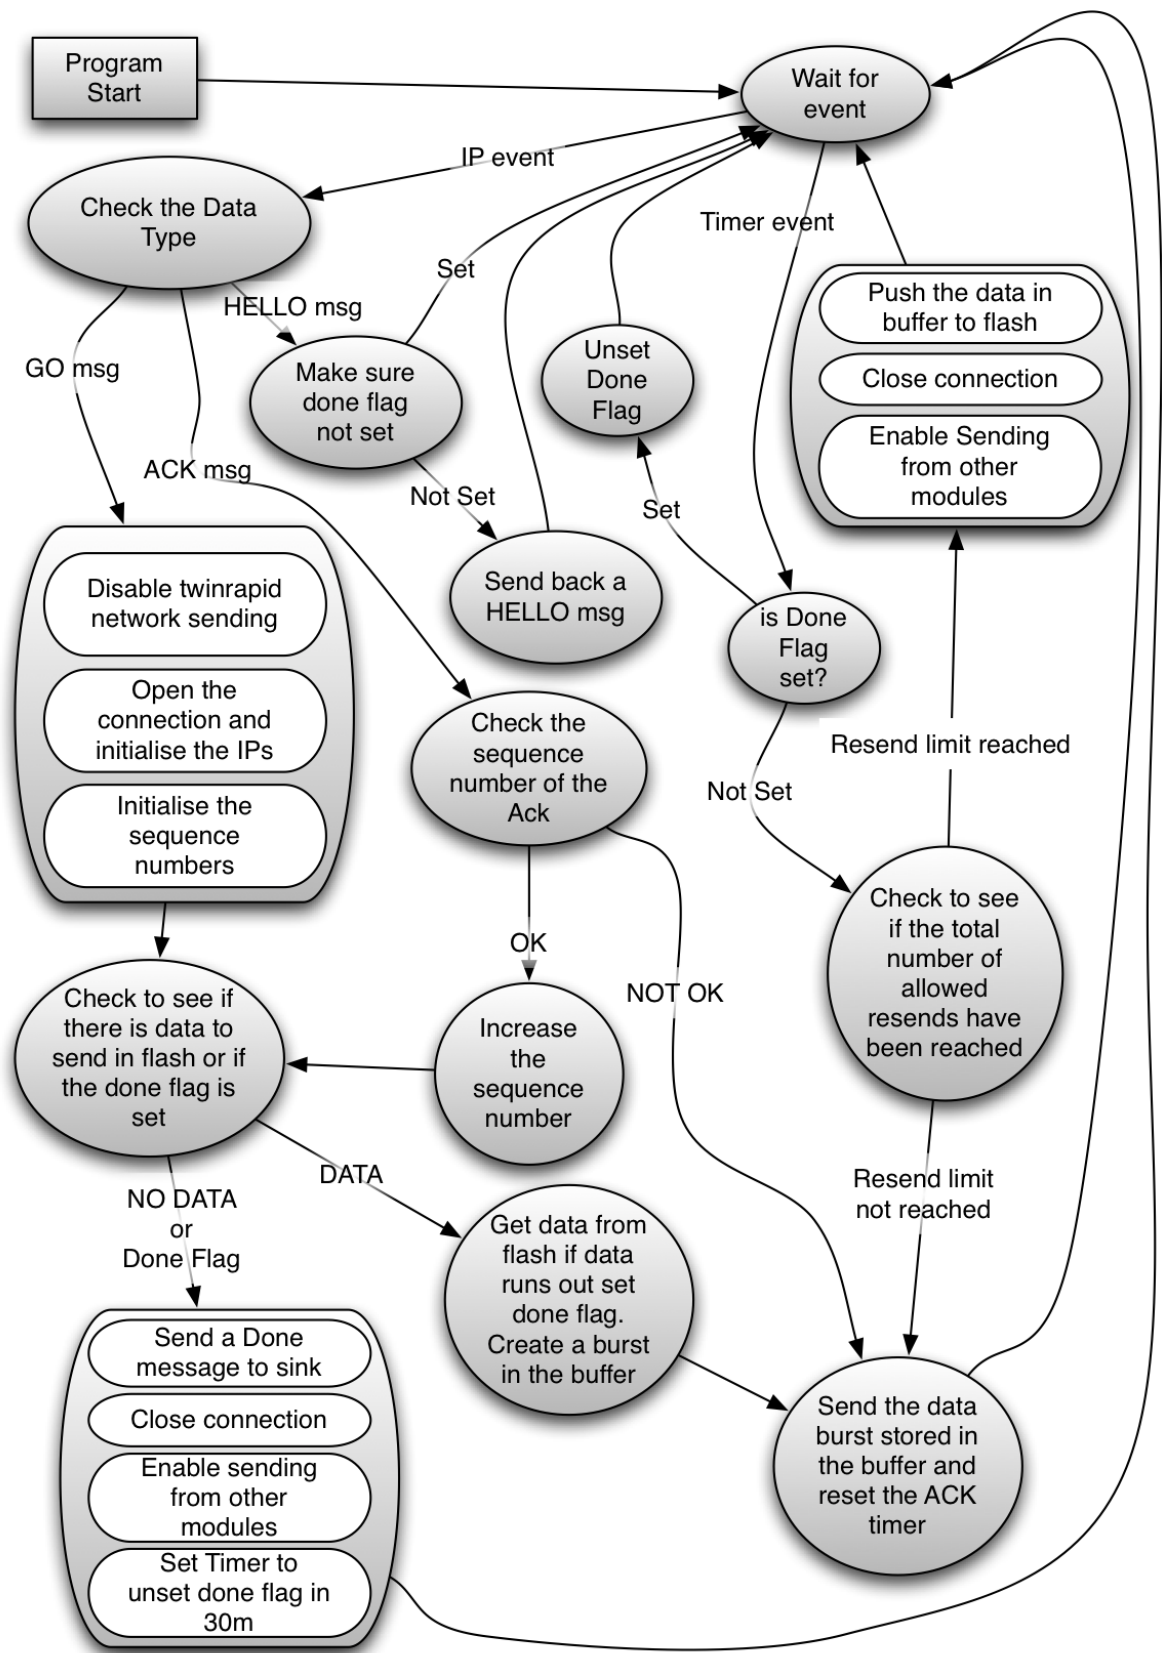 Program
Start
Wait for
event
IP event
Check the Data
Type
Timer event
Set
HELLO msg
GO msg
Push the data in
buffer to flash
Close connection
Enable Sending
from other
modules
Unset
Done
Flag
Make sure
done flag
not set
ACK msg
Not Set
Set
Disable twinrapid
network sending
Open the
connection and
initialise the IPs
Initialise the
sequence
numbers
Send back a
HELLO msg
is Done
Flag
set?
Check the
sequence
number of the
Ack
Resend limit reached
Not Set
OK
NOT OK
Check to see
if the total
number of
allowed
resends have
been reached
Check to see if
there is data to
send in flash or if
the done flag is
set
Increase
the
sequence
number
DATA
NO DATA
or
Done Flag
Resend limit
not reached
Get data from
flash if data
runs out set
done flag.
Create a burst
in the buffer
Send a Done
message to sink
Close connection
Enable sending
from other
modules
Set Timer to
unset done flag in
30m
Send the data
burst stored in
the buffer and
reset the ACK
timer